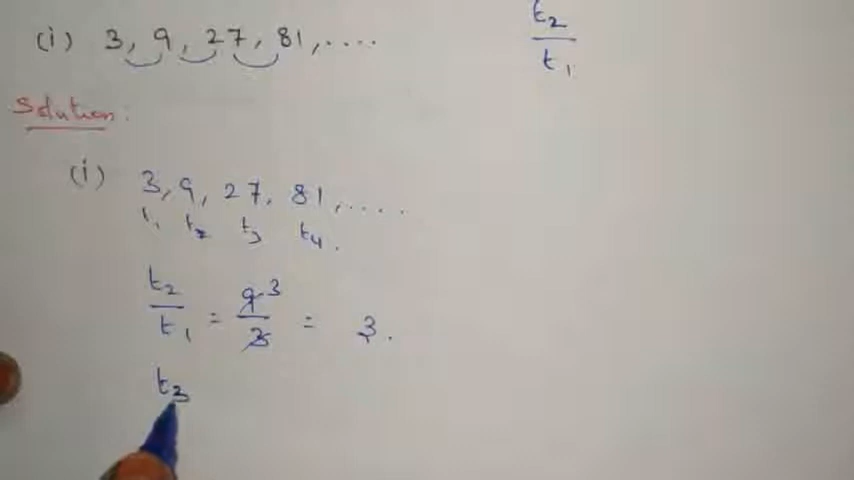 (i) 3, 9, 27, 81, ....
t₂/t₁
Solution:
(i) 3, 9, 27, 81, .....
t₁ t₂ t₃ t₄.
t₂/t₁ = 9 3/3 = 3.
t₃